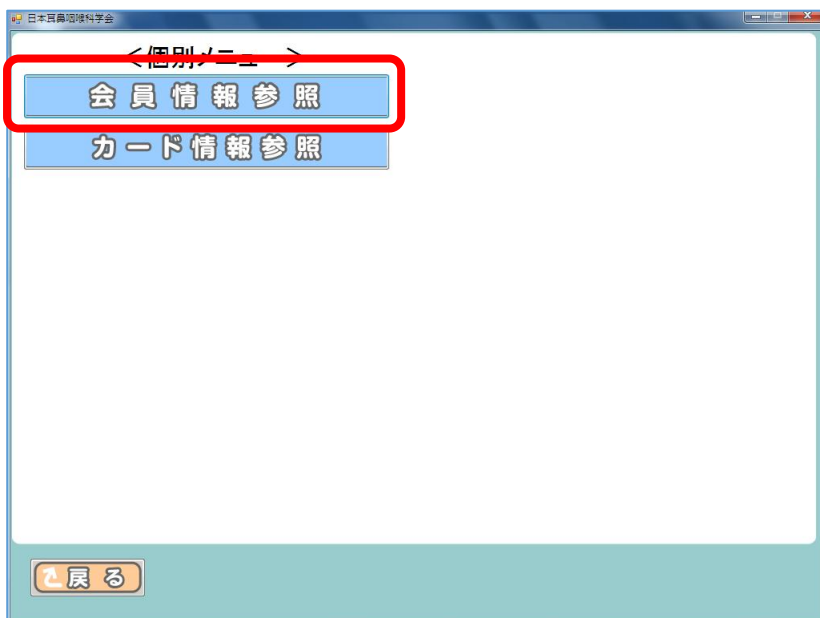 日本耳鼻咽喉科学会
＜個別メニュー＞
会員情報参照
カード情報参照
戻る